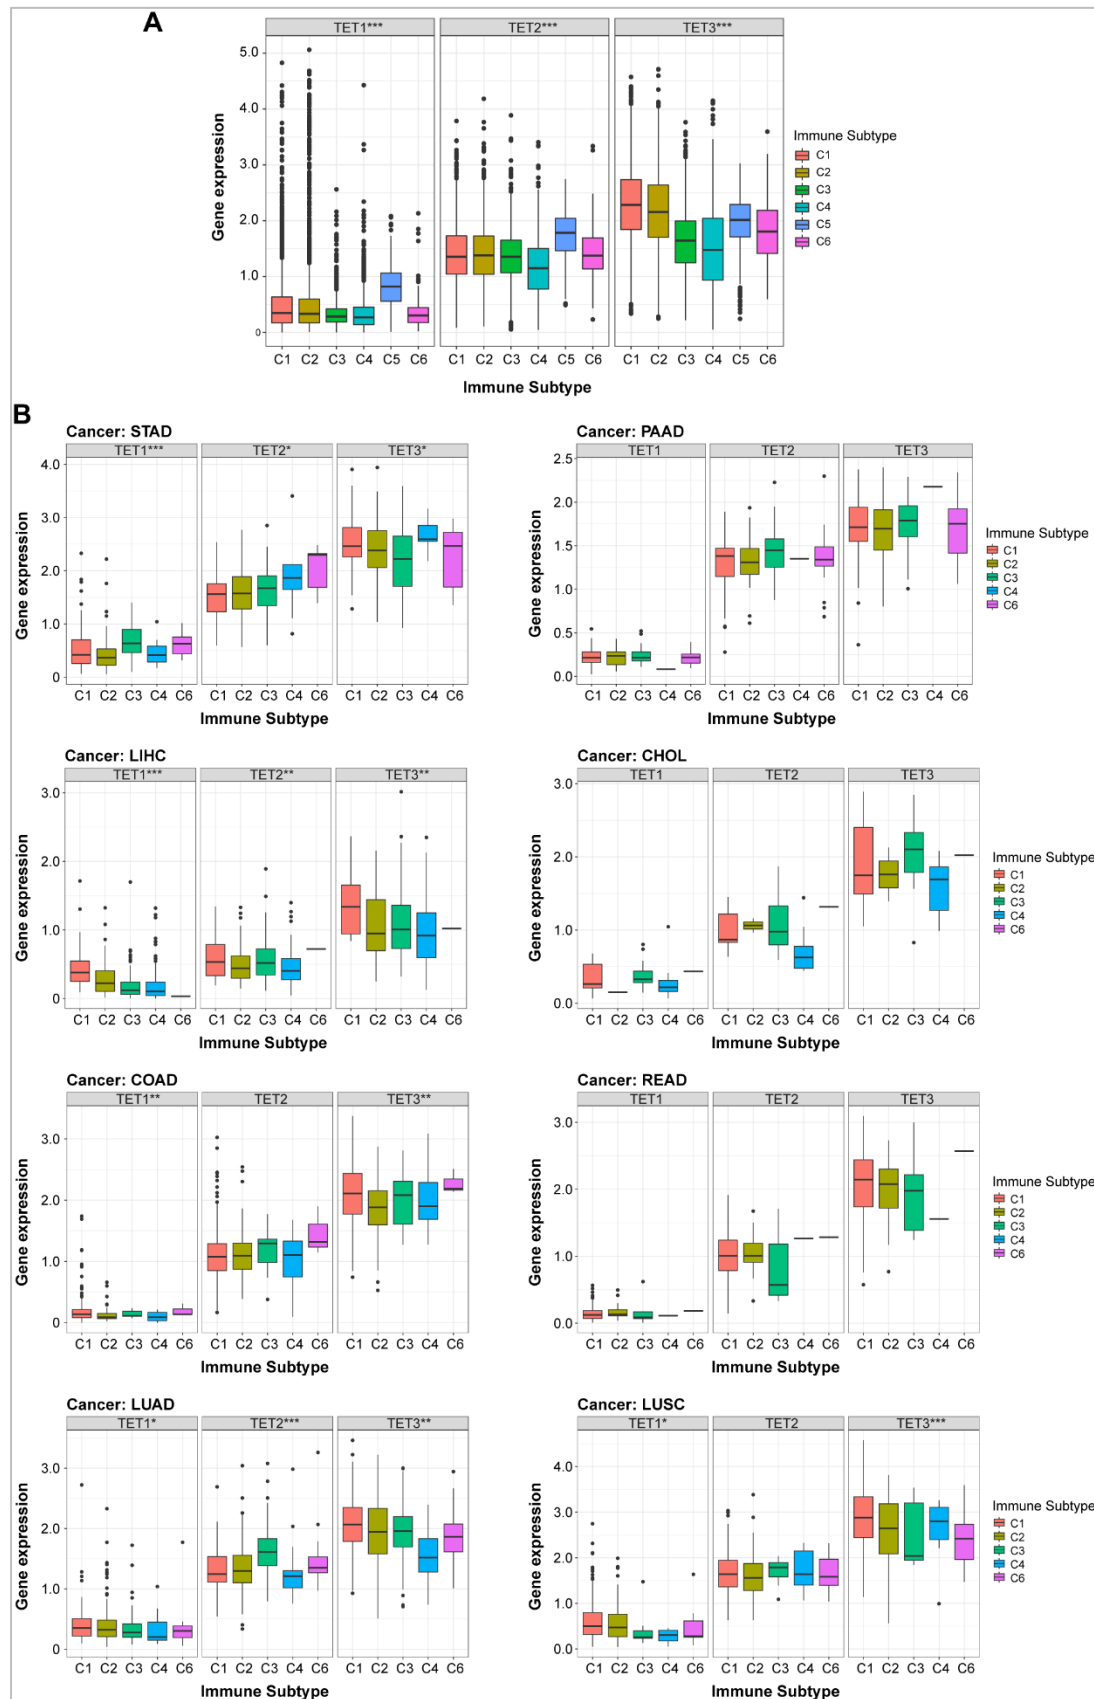 A
TET1*** TET2*** TET3***
5.0
4.0
3.0
2.0
1.0
0
Gene expression
C1 C2 C3 C4 C5 C6 C1 C2 C3 C4 C5 C6 C1 C2 C3 C4 C5 C6
Immune Subtype
Immune Subtype
C1
C2
C3
C4
C5
C6
B
Cancer: STAD
TET1*** TET2* TET3*
4.0
3.0
2.0
1.0
0
Gene expression
C1 C2 C3 C4 C6 C1 C2 C3 C4 C6 C1 C2 C3 C4 C6
Immune Subtype
Cancer: PAAD
TET1 TET2 TET3
2.5
2.0
1.5
1.0
0.5
0.0
Gene expression
C1 C2 C3 C4 C6 C1 C2 C3 C4 C6 C1 C2 C3 C4 C6
Immune Subtype
Immune Subtype
C1
C2
C3
C4
C6
Cancer: LIHC
TET1*** TET2** TET3**
3.0
2.0
1.0
0
Gene expression
C1 C2 C3 C4 C6 C1 C2 C3 C4 C6 C1 C2 C3 C4 C6
Immune Subtype
Cancer: CHOL
TET1 TET2 TET3
3.0
2.0
1.0
0.0
Gene expression
C1 C2 C3 C4 C6 C1 C2 C3 C4 C6 C1 C2 C3 C4 C6
Immune Subtype
Immune Subtype
C1
C2
C3
C4
C6
Cancer: COAD
TET1** TET2 TET3**
3.0
2.0
1.0
0
Gene expression
C1 C2 C3 C4 C6 C1 C2 C3 C4 C6 C1 C2 C3 C4 C6
Immune Subtype
Cancer: READ
TET1 TET2 TET3
3.0
2.0
1.0
0
Gene expression
C1 C2 C3 C4 C6 C1 C2 C3 C4 C6 C1 C2 C3 C4 C6
Immune Subtype
Immune Subtype
C1
C2
C3
C4
C6
Cancer: LUAD
TET1* TET2*** TET3**
3.0
2.0
1.0
0
Gene expression
C1 C2 C3 C4 C6 C1 C2 C3 C4 C6 C1 C2 C3 C4 C6
Immune Subtype
Cancer: LUSC
TET1* TET2 TET3***
4.0
3.0
2.0
1.0
0
Gene expression
C1 C2 C3 C4 C6 C1 C2 C3 C4 C6 C1 C2 C3 C4 C6
Immune Subtype
Immune Subtype
C1
C2
C3
C4
C6